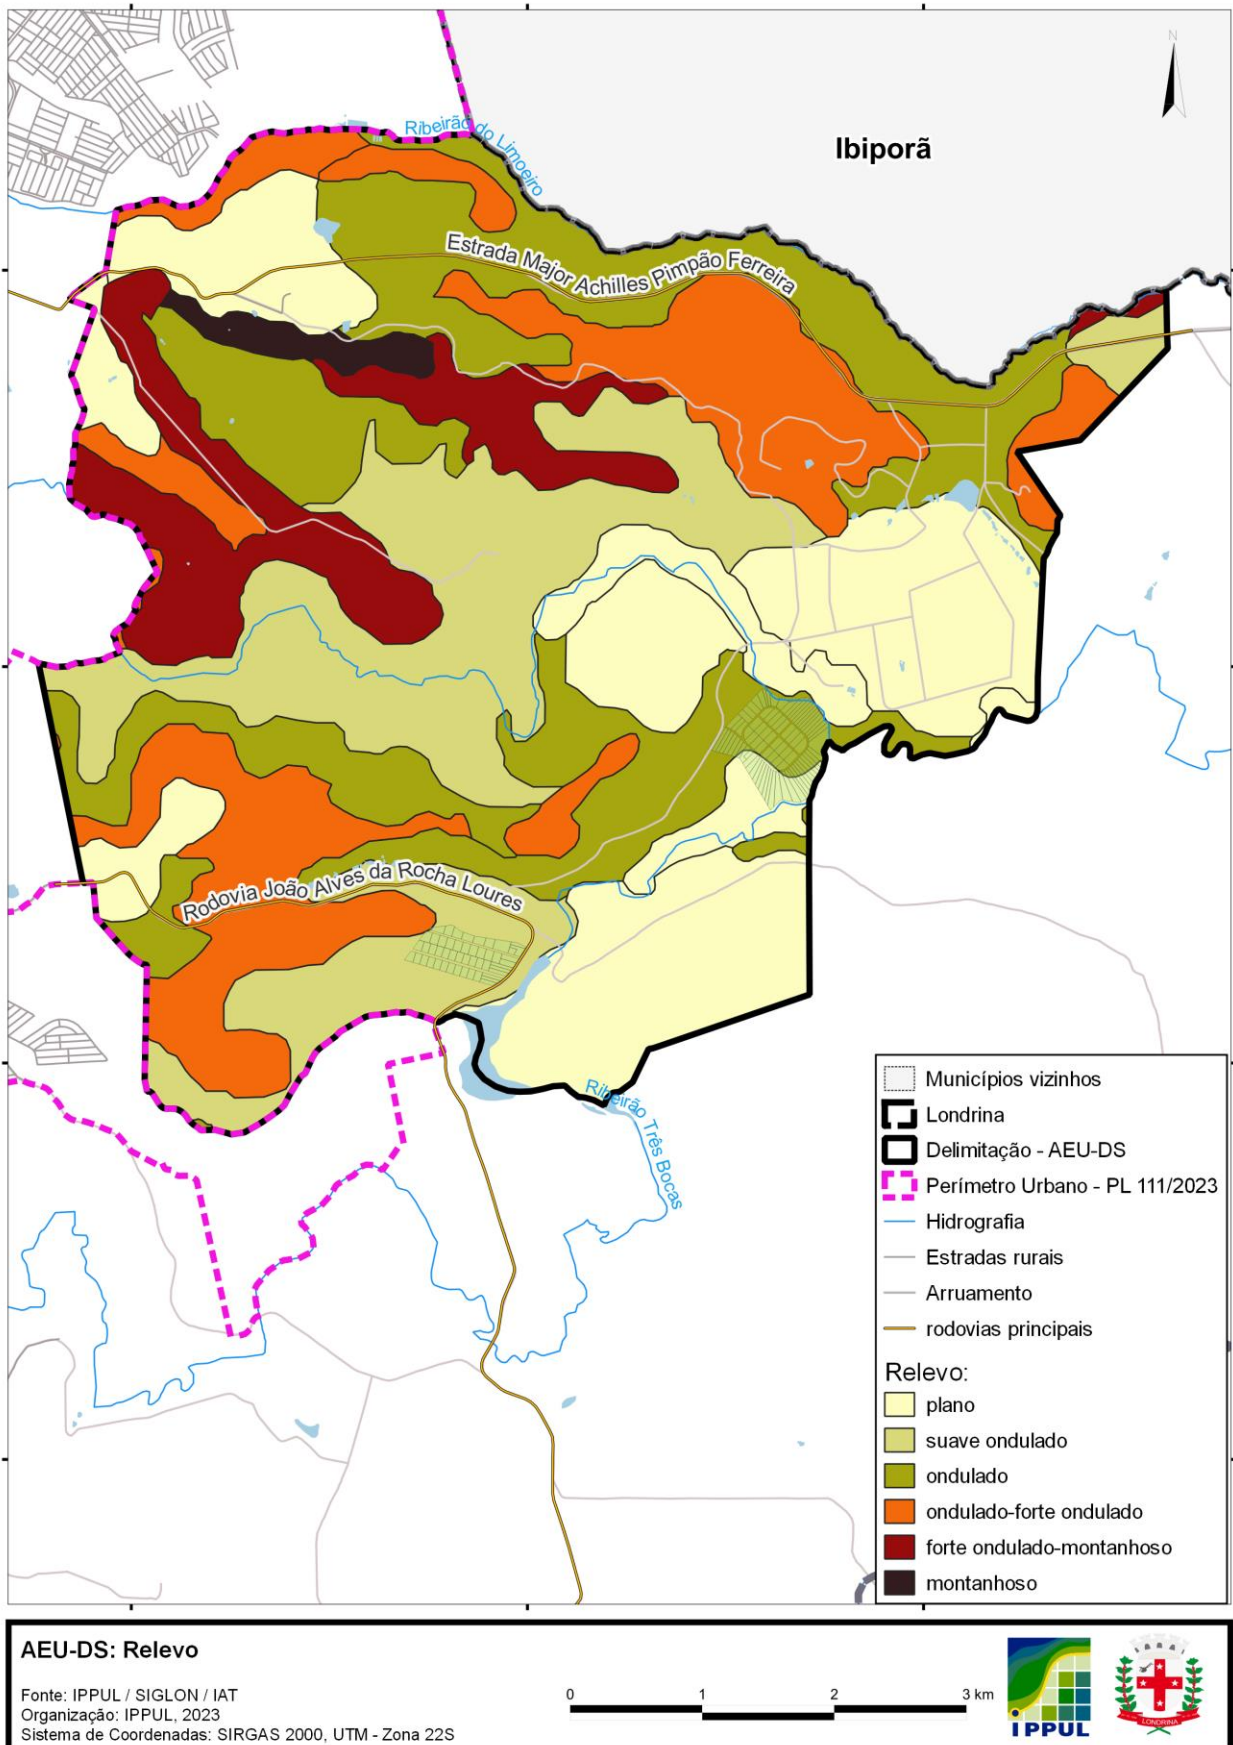 N
Ribeirão do Limoeiro
Ibiporã
Estrada Major Achilles Pimpão Ferreira
Rodovia João Alves da Rocha Loures
Ribeirão Três Bocas
Municípios vizinhos
Londrina
Delimitação - AEU-DS
Perímetro Urbano - PL 111/2023
Hidrografia
Estradas rurais
Arruamento
rodovias principais
Relevo:
plano
suave ondulado
ondulado
ondulado-forte ondulado
forte ondulado-montanhoso
montanhoso
AEU-DS: Relevo
Fonte: IPPUL / SIGLON / IAT
Organização: IPPUL, 2023
Sistema de Coordenadas: SIRGAS 2000, UTM - Zona 22S
0 1 2 3 km
IPPUL
LONDRINA